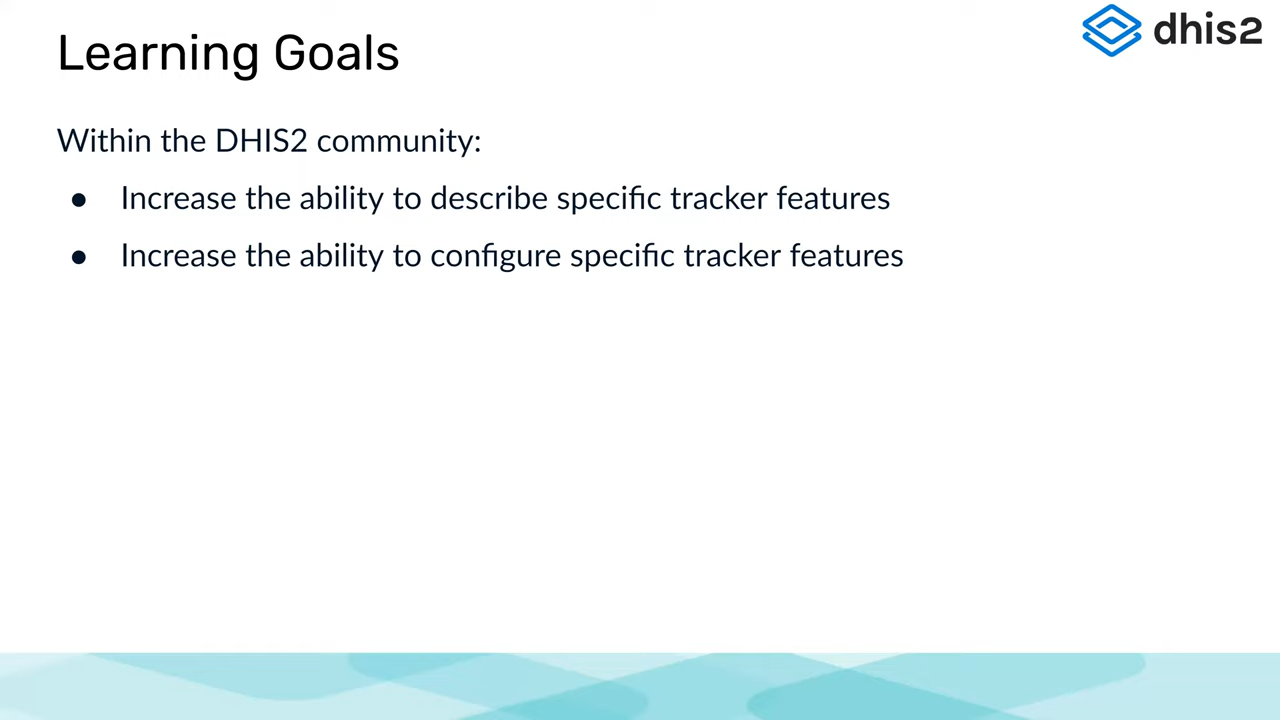 Learning Goals
dhis2
Within the DHIS2 community:
● Increase the ability to describe specific tracker features
● Increase the ability to configure specific tracker features